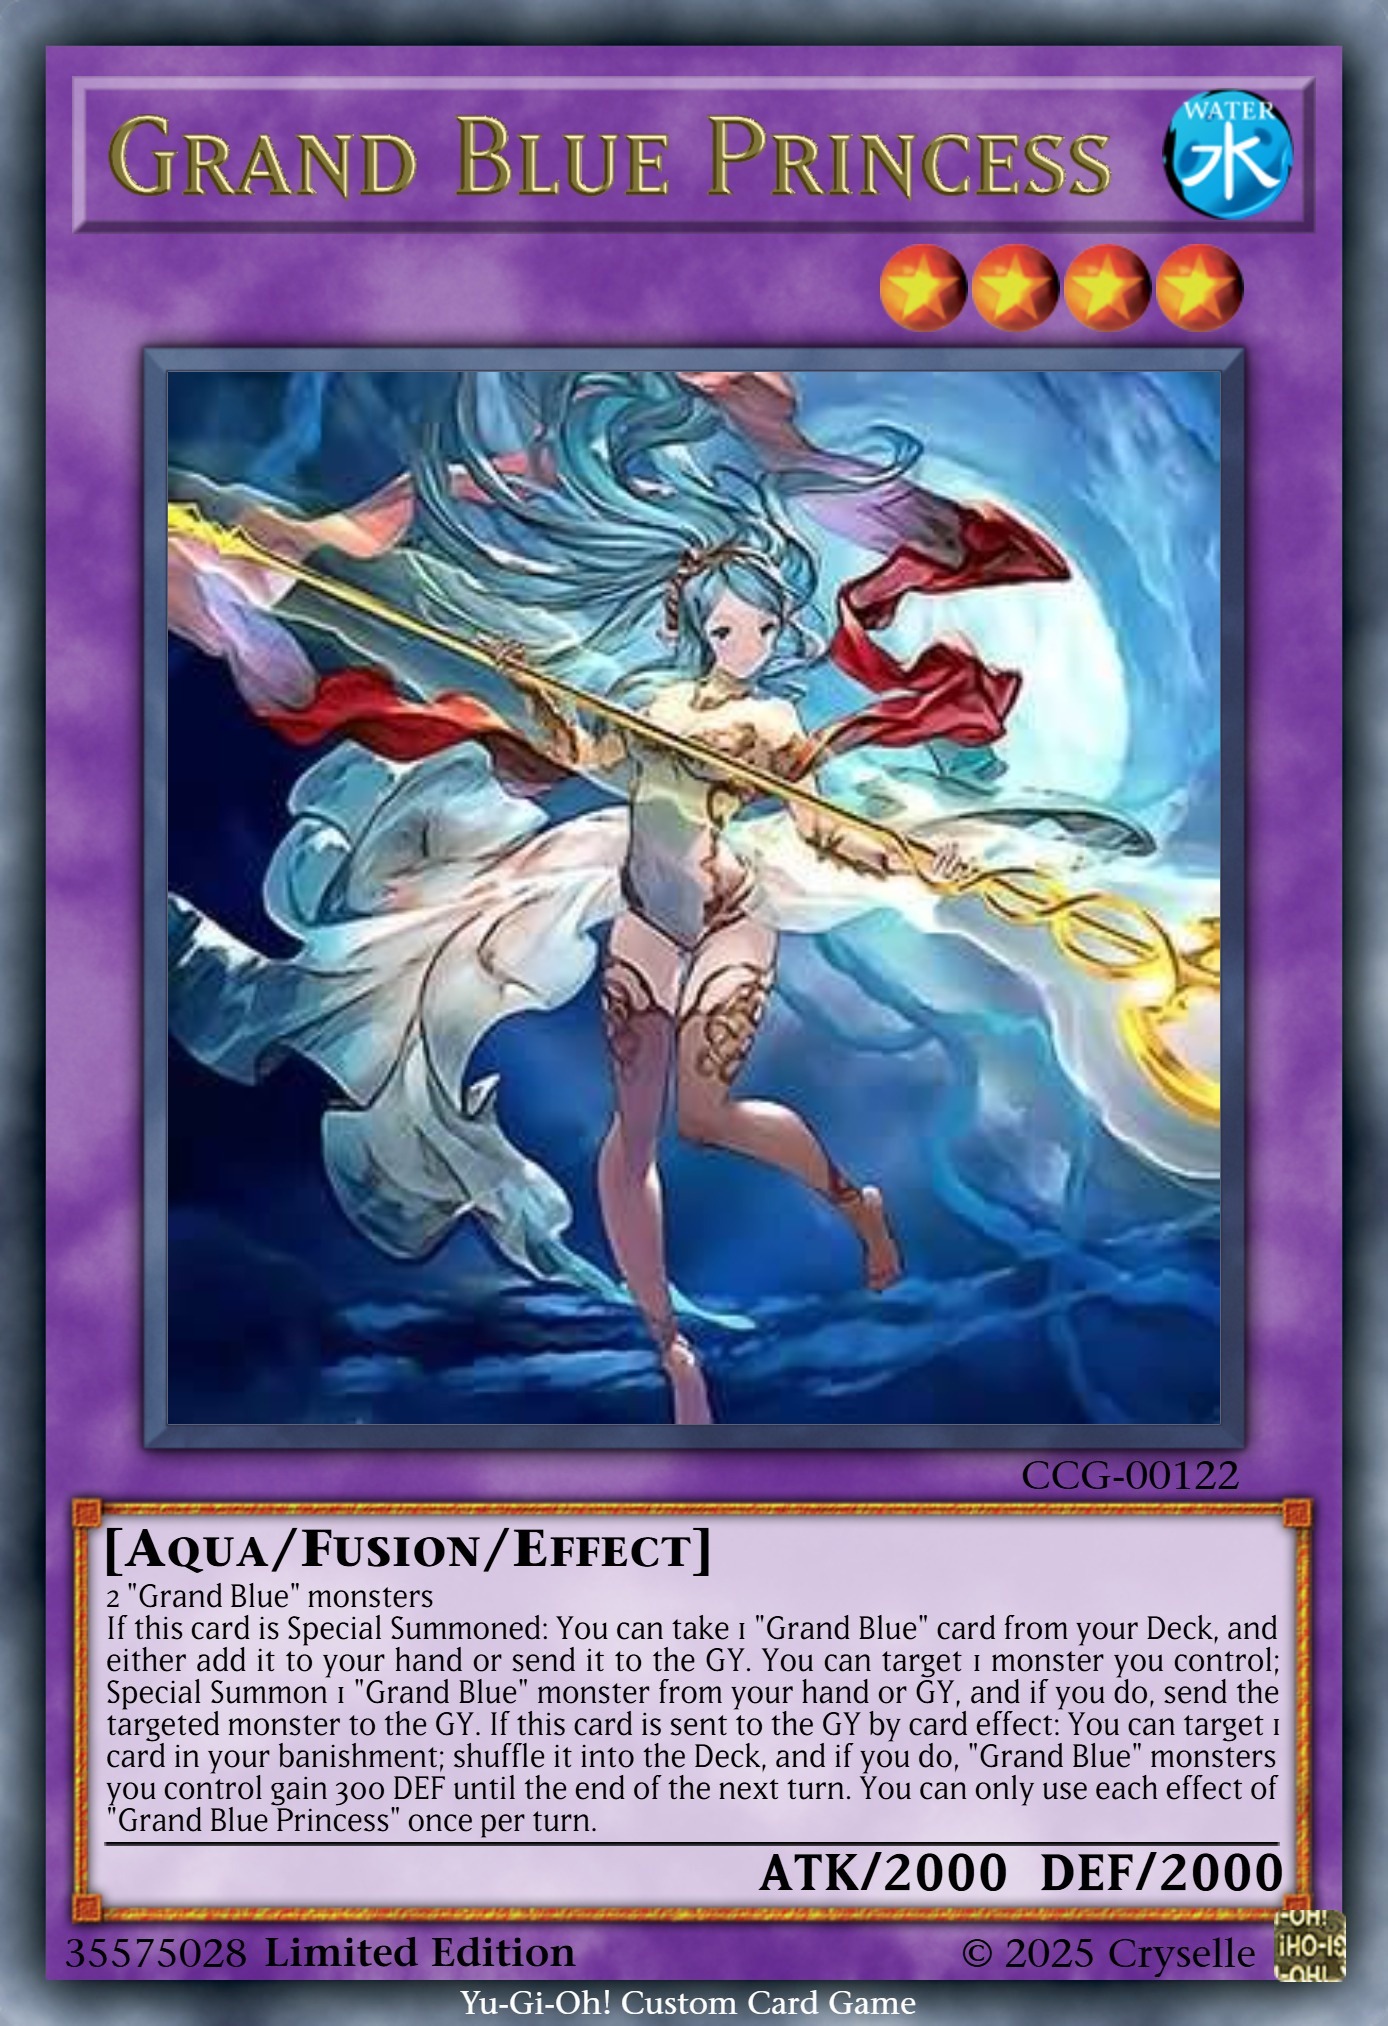 Grand Blue Princess
WATER
水
CCG-00122
[Aqua/Fusion/Effect]
2 "Grand Blue" monsters
If this card is Special Summoned: You can take 1 "Grand Blue" card from your Deck, and
either add it to your hand or send it to the GY. You can target 1 monster you control;
Special Summon 1 "Grand Blue" monster from your hand or GY, and if you do, send the
targeted monster to the GY. If this card is sent to the GY by card effect: You can target 1
card in your banishment; shuffle it into the Deck, and if you do, "Grand Blue" monsters
you control gain 300 DEF until the end of the next turn. You can only use each effect of
"Grand Blue Princess" once per turn.
ATK/2000 DEF/2000
35575028 Limited Edition
© 2025 Cryselle
Yu-Gi-Oh! Custom Card Game